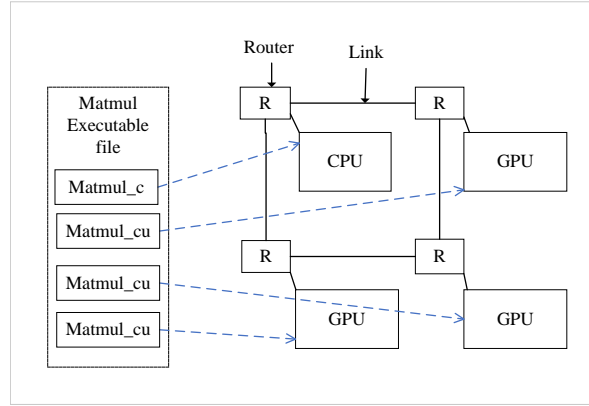 Router
Link
Matmul
Executable
file
R
R
CPU
GPU
Matmul_c
Matmul_cu
R
R
Matmul_cu
Matmul_cu
GPU
GPU